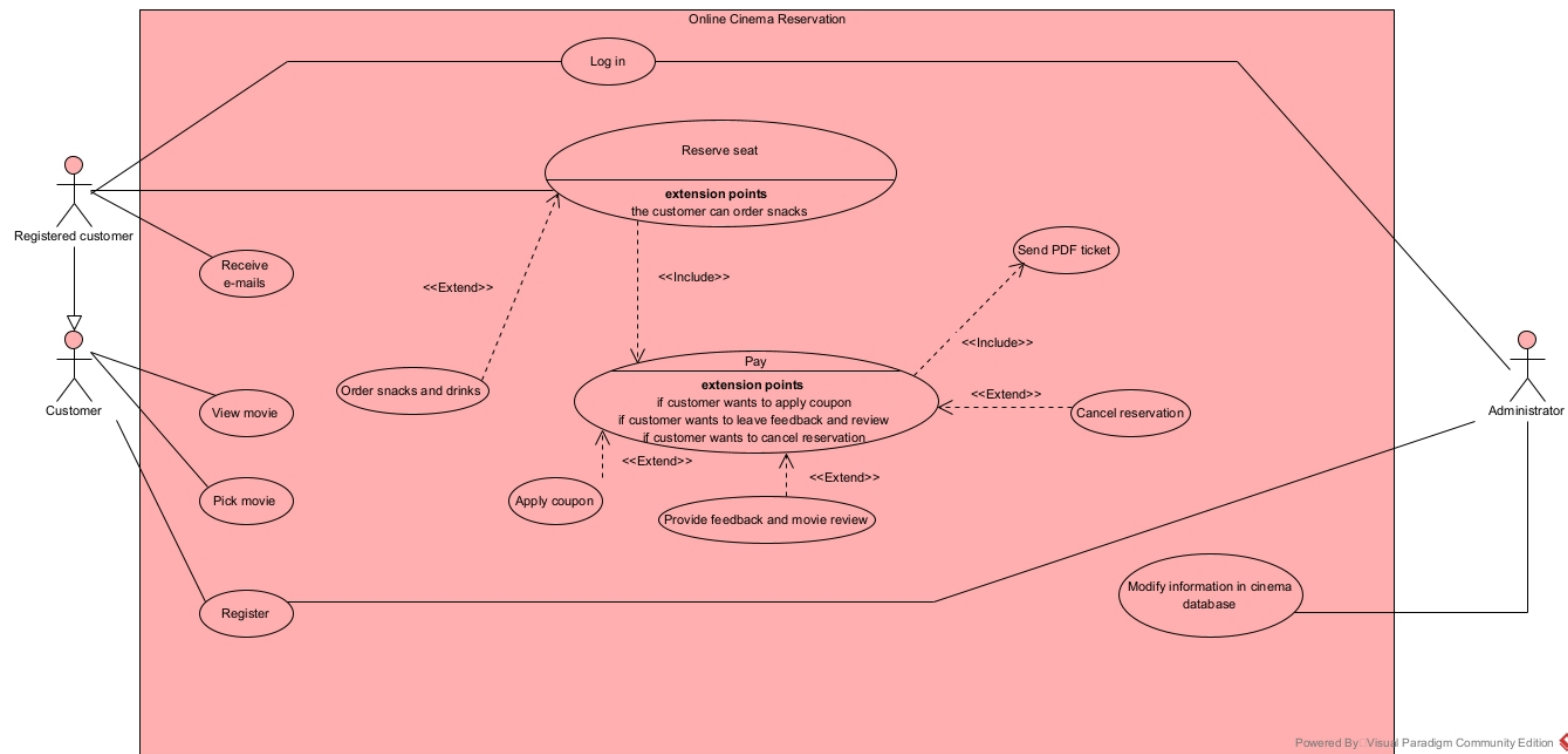 Online Cinema Reservation
Log in
Reserve seat
extension points
the customer can order snacks
Registered customer
Receive
e-mails
<<Extend>>
<<Include>>
Send PDF ticket
<<Include>>
Customer
View movie
Order snacks and drinks
Pay
extension points
if customer wants to apply coupon
if customer wants to leave feedback and review
if customer wants to cancel reservation
<<Extend>>
Cancel reservation
Administrator
<<Extend>>
<<Extend>>
Pick movie
Apply coupon
Provide feedback and movie review
Register
Modify information in cinema
database
Powered By Visual Paradigm Community Edition